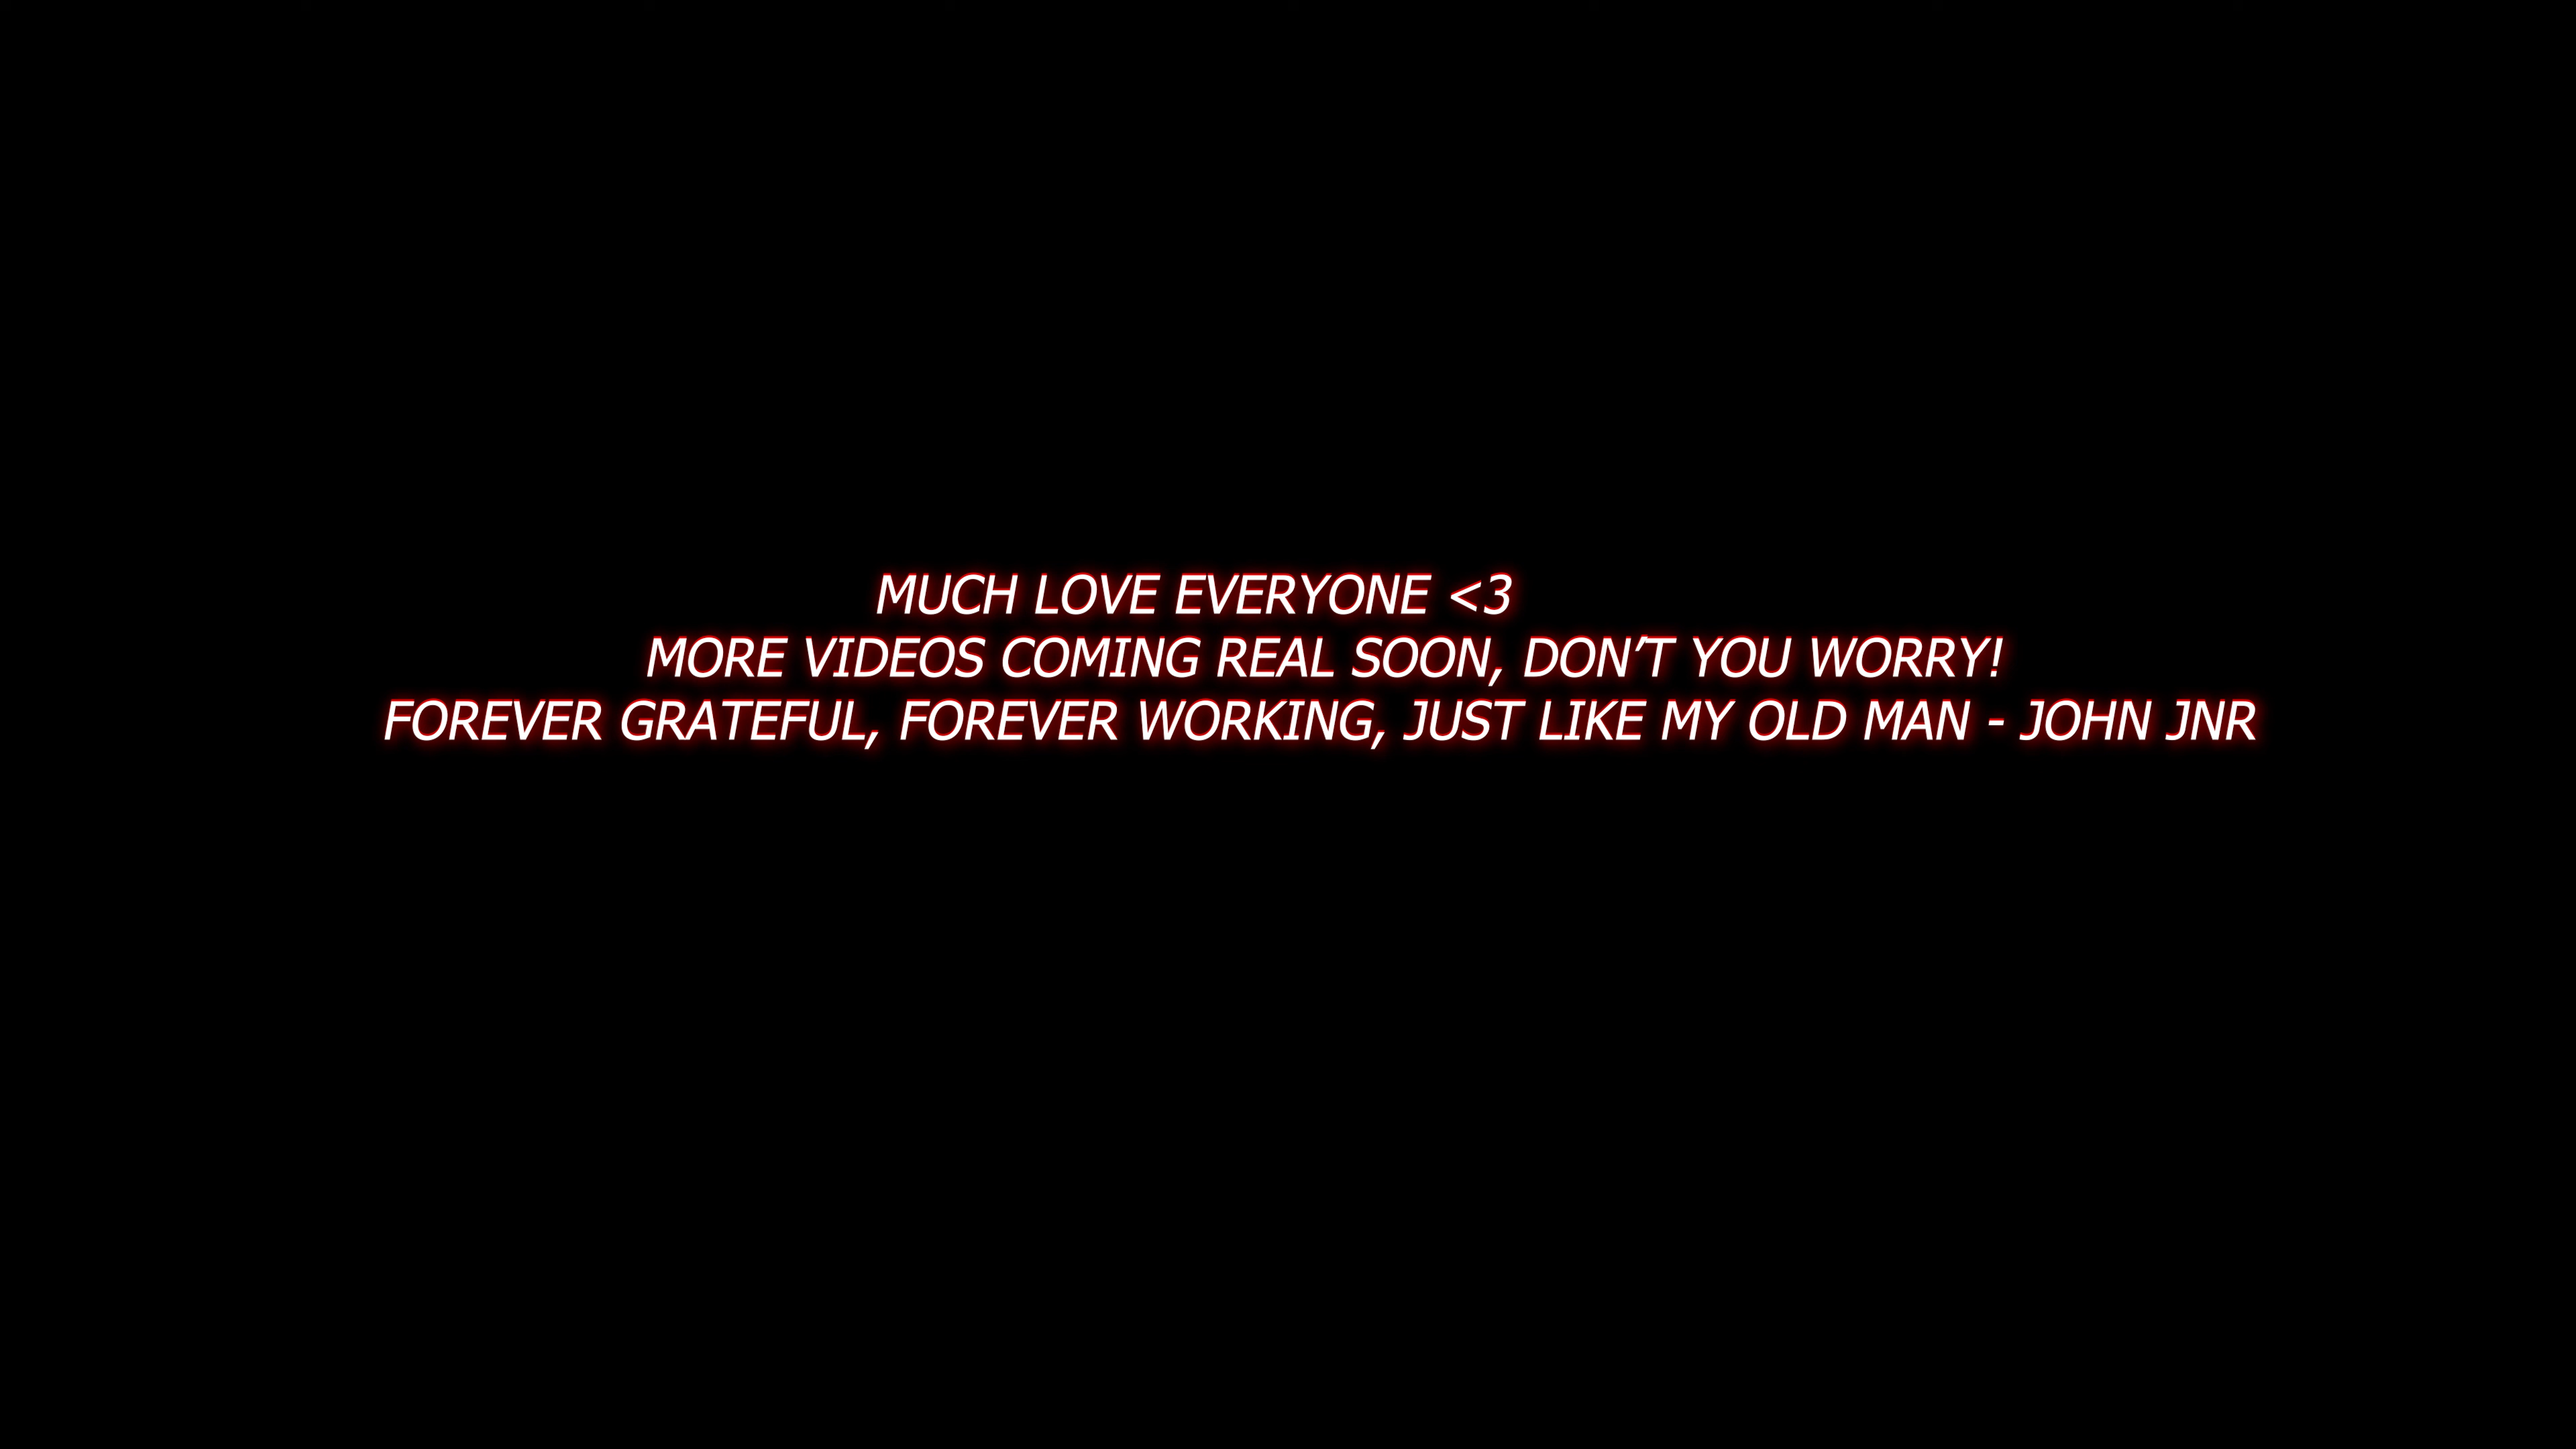 MUCH LOVE EVERYONE <3
MORE VIDEOS COMING REAL SOON, DON’T YOU WORRY!
FOREVER GRATEFUL, FOREVER WORKING, JUST LIKE MY OLD MAN - JOHN JNR